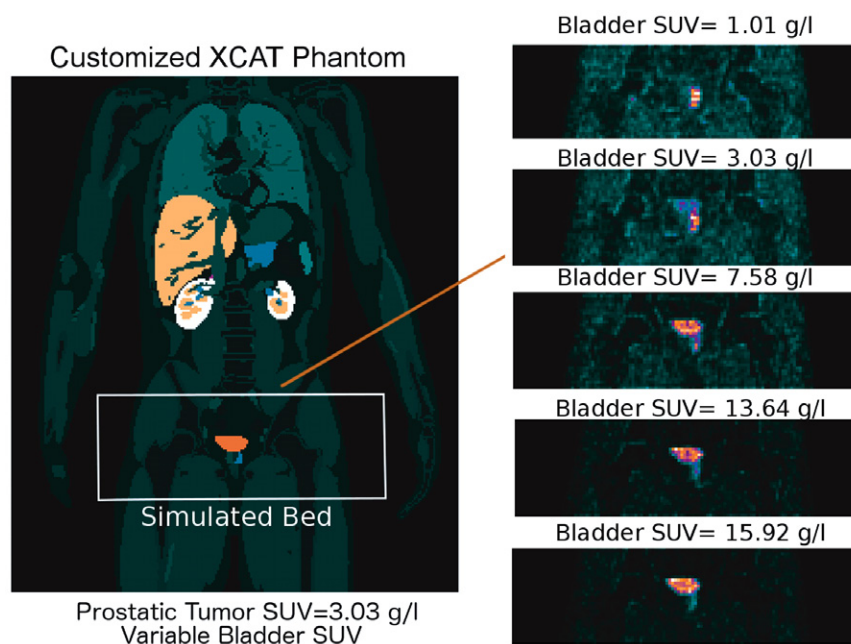 Customized XCAT Phantom
Simulated Bed
Prostatic Tumor SUV=3.03 g/l
Variable Bladder SUV
Bladder SUV= 1.01 g/l
Bladder SUV= 3.03 g/l
Bladder SUV= 7.58 g/l
Bladder SUV= 13.64 g/l
Bladder SUV= 15.92 g/l